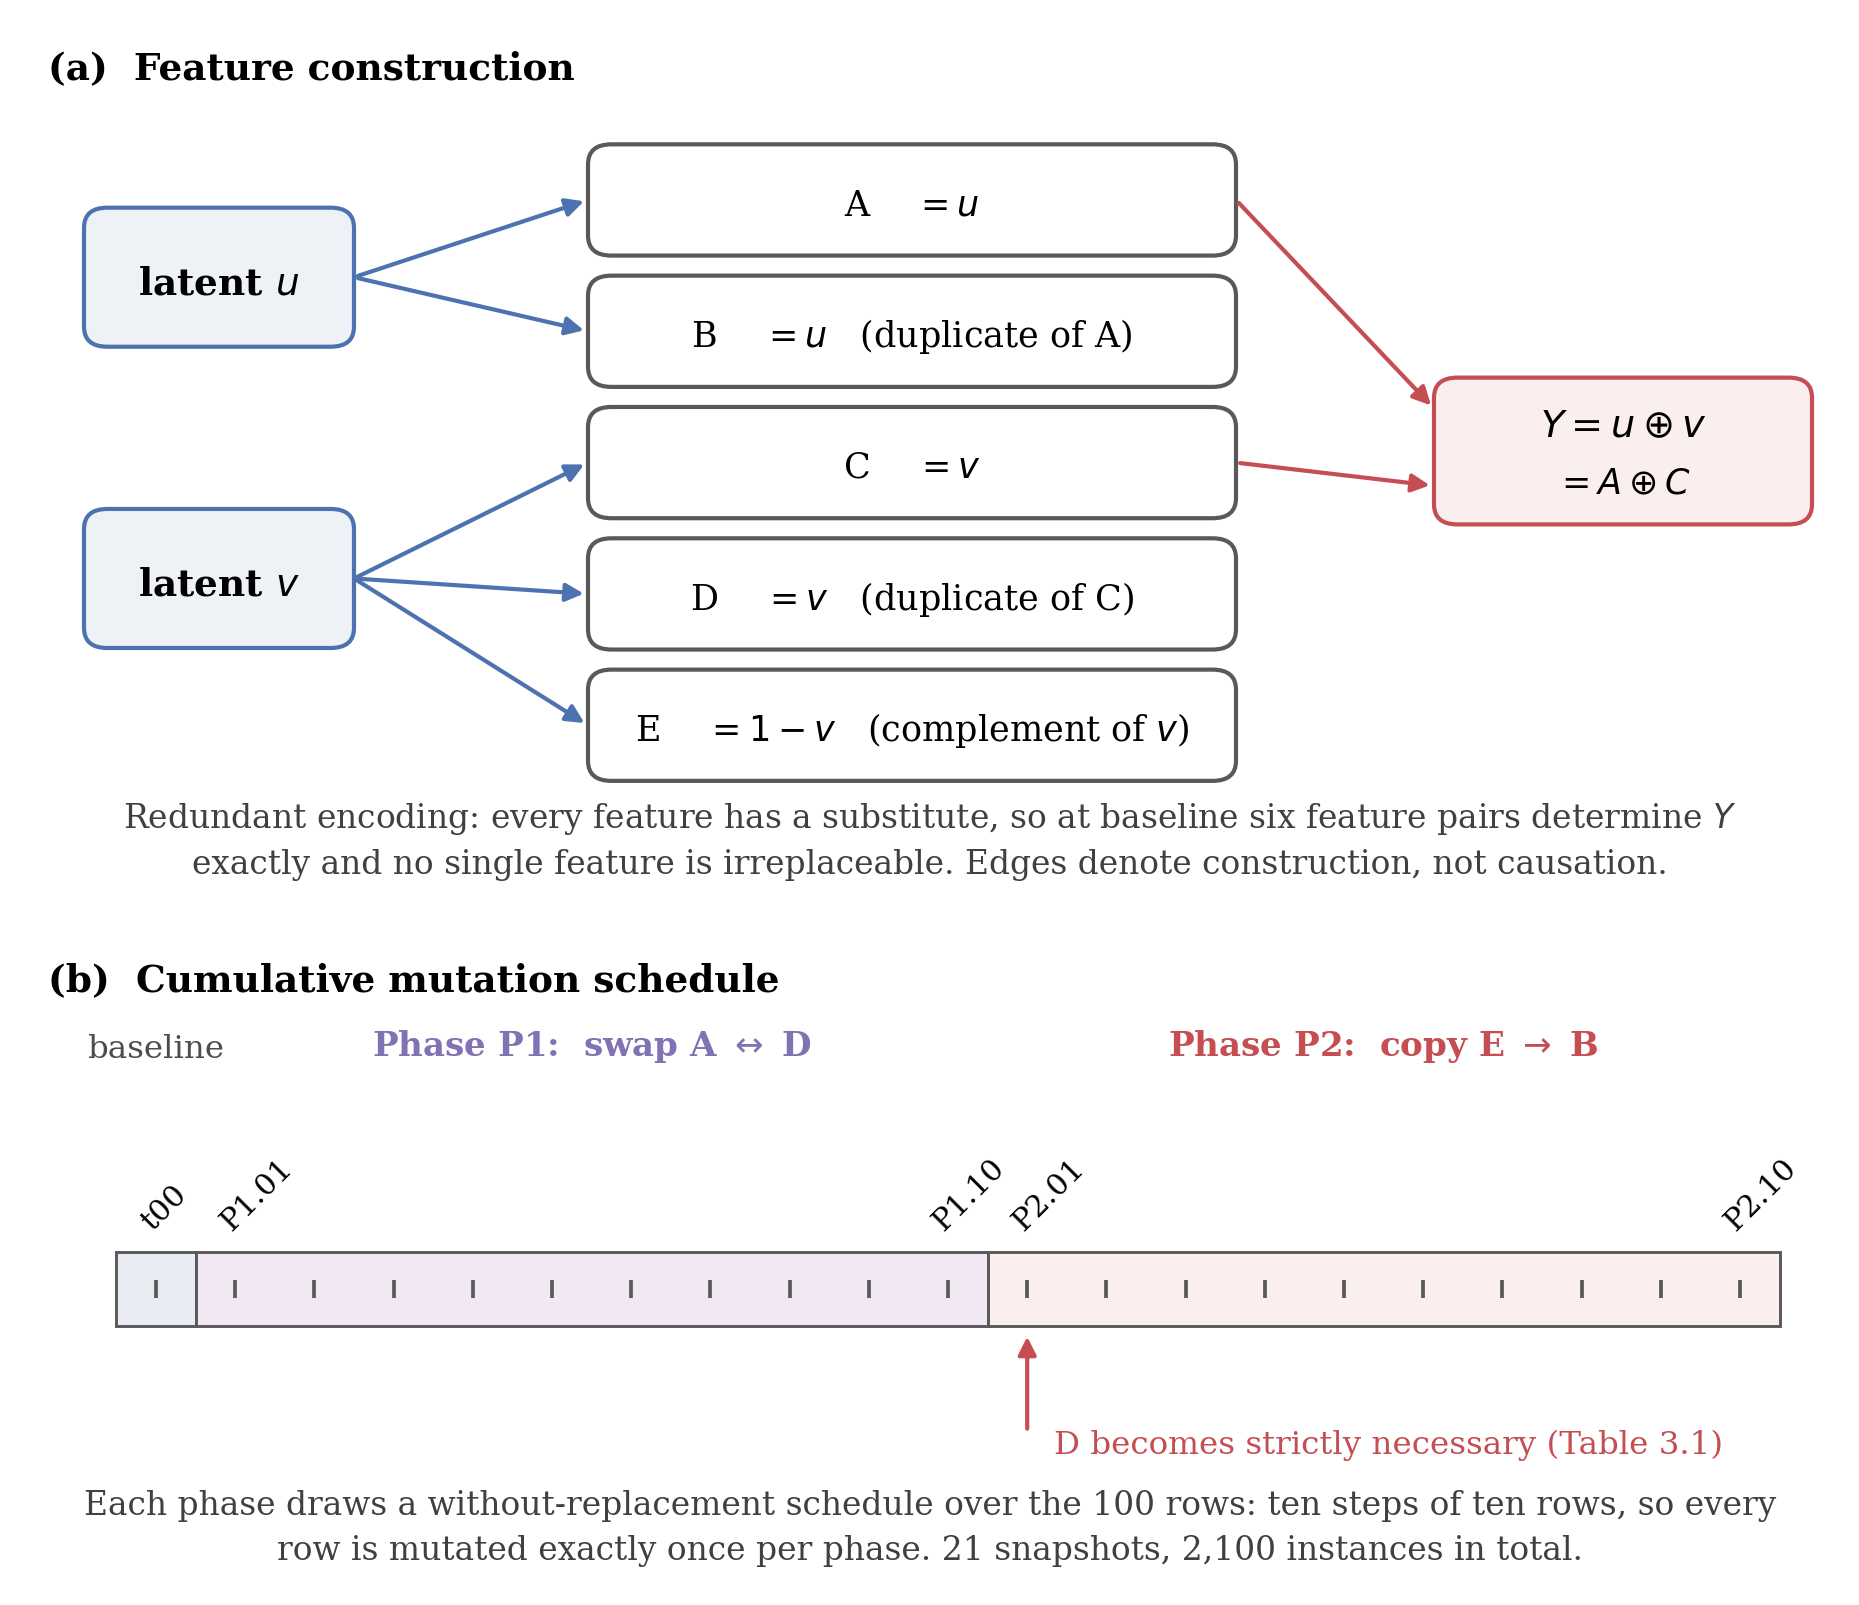 (a) Feature construction
A = u
latent u
B = u (duplicate of A)
Y = u ⊕ v
C = v
= A ⊕ C
latent v
D = v (duplicate of C)
E = 1 − v (complement of v)
Redundant encoding: every feature has a substitute, so at baseline six feature pairs determine Y
exactly and no single feature is irreplaceable. Edges denote construction, not causation.
(b) Cumulative mutation schedule
baseline
Phase P1: swap A ↔ D
Phase P2: copy E → B
t00
P1.01
P1.10
P2.01
P2.10
D becomes strictly necessary (Table 3.1)
Each phase draws a without-replacement schedule over the 100 rows: ten steps of ten rows, so every
row is mutated exactly once per phase. 21 snapshots, 2,100 instances in total.